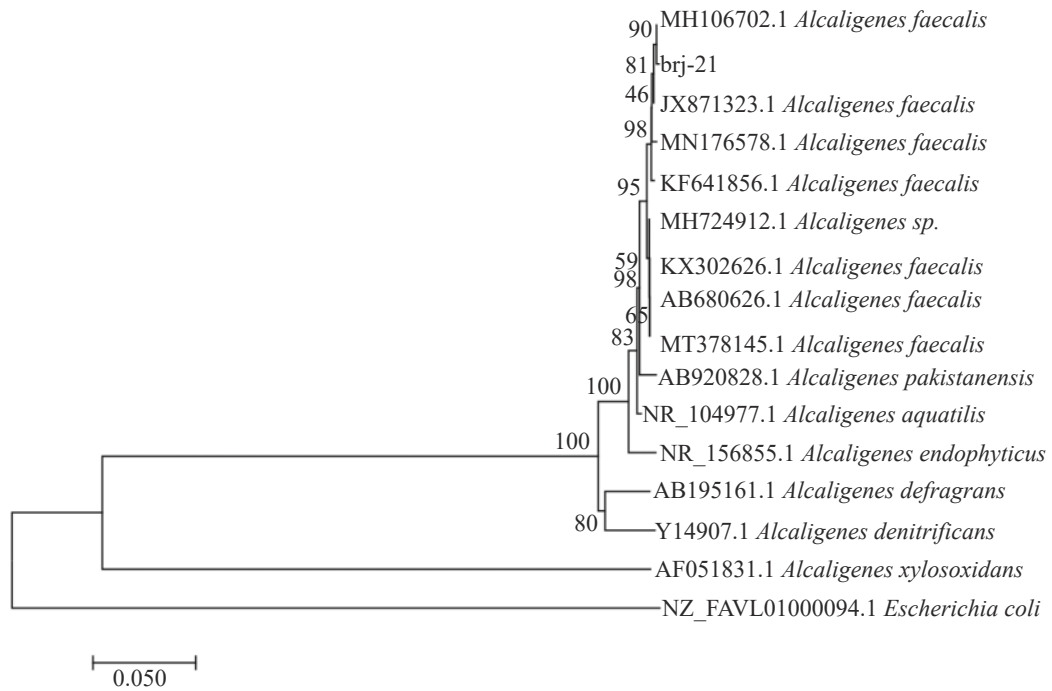 MH106702.1 Alcaligenes faecalis
90
brj-21
81
46
JX871323.1 Alcaligenes faecalis
98
MN176578.1 Alcaligenes faecalis
95
KF641856.1 Alcaligenes faecalis
MH724912.1 Alcaligenes sp.
59
KX302626.1 Alcaligenes faecalis
98
AB680626.1 Alcaligenes faecalis
65
83
MT378145.1 Alcaligenes faecalis
AB920828.1 Alcaligenes pakistanensis
100
NR_104977.1 Alcaligenes aquatilis
100
NR_156855.1 Alcaligenes endophyticus
AB195161.1 Alcaligenes defragrans
80
Y14907.1 Alcaligenes denitrificans
AF051831.1 Alcaligenes xylosoxidans
NZ_FAVL01000094.1 Escherichia coli
0.050